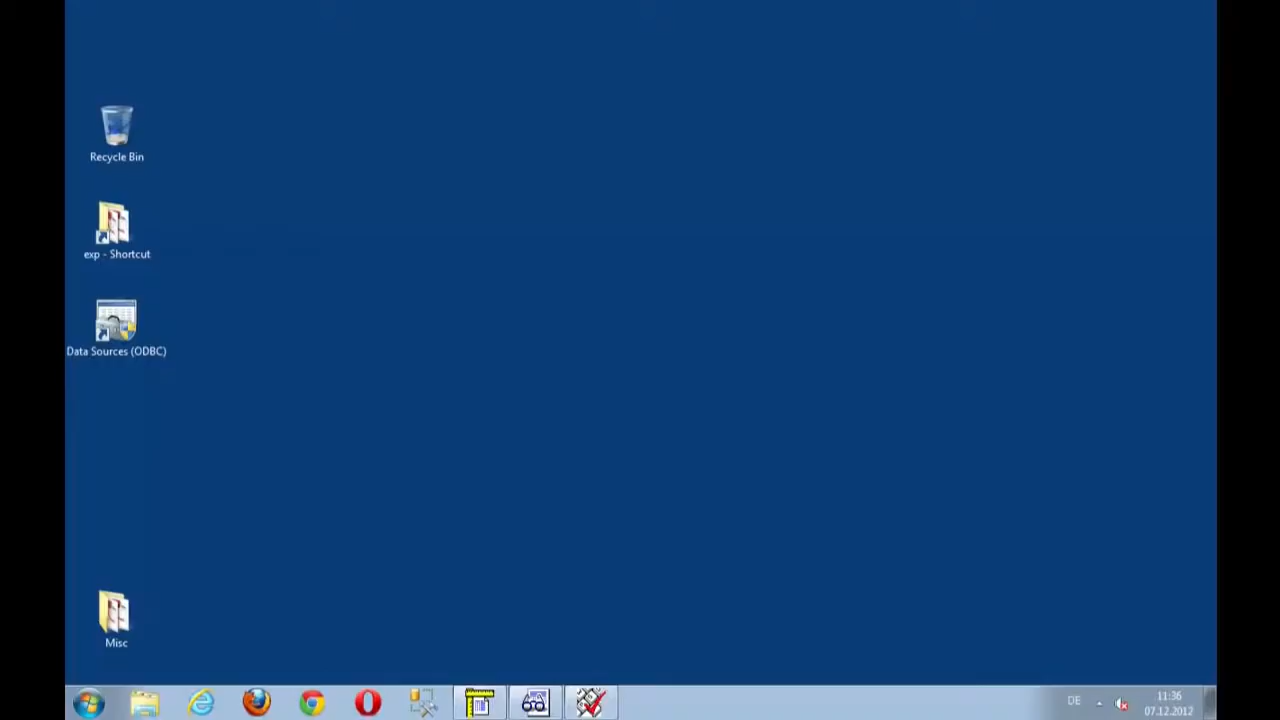 Recycle Bin
exp - Shortcut
Data Sources (ODBC)
Misc
DE
11:36
07.12.2012